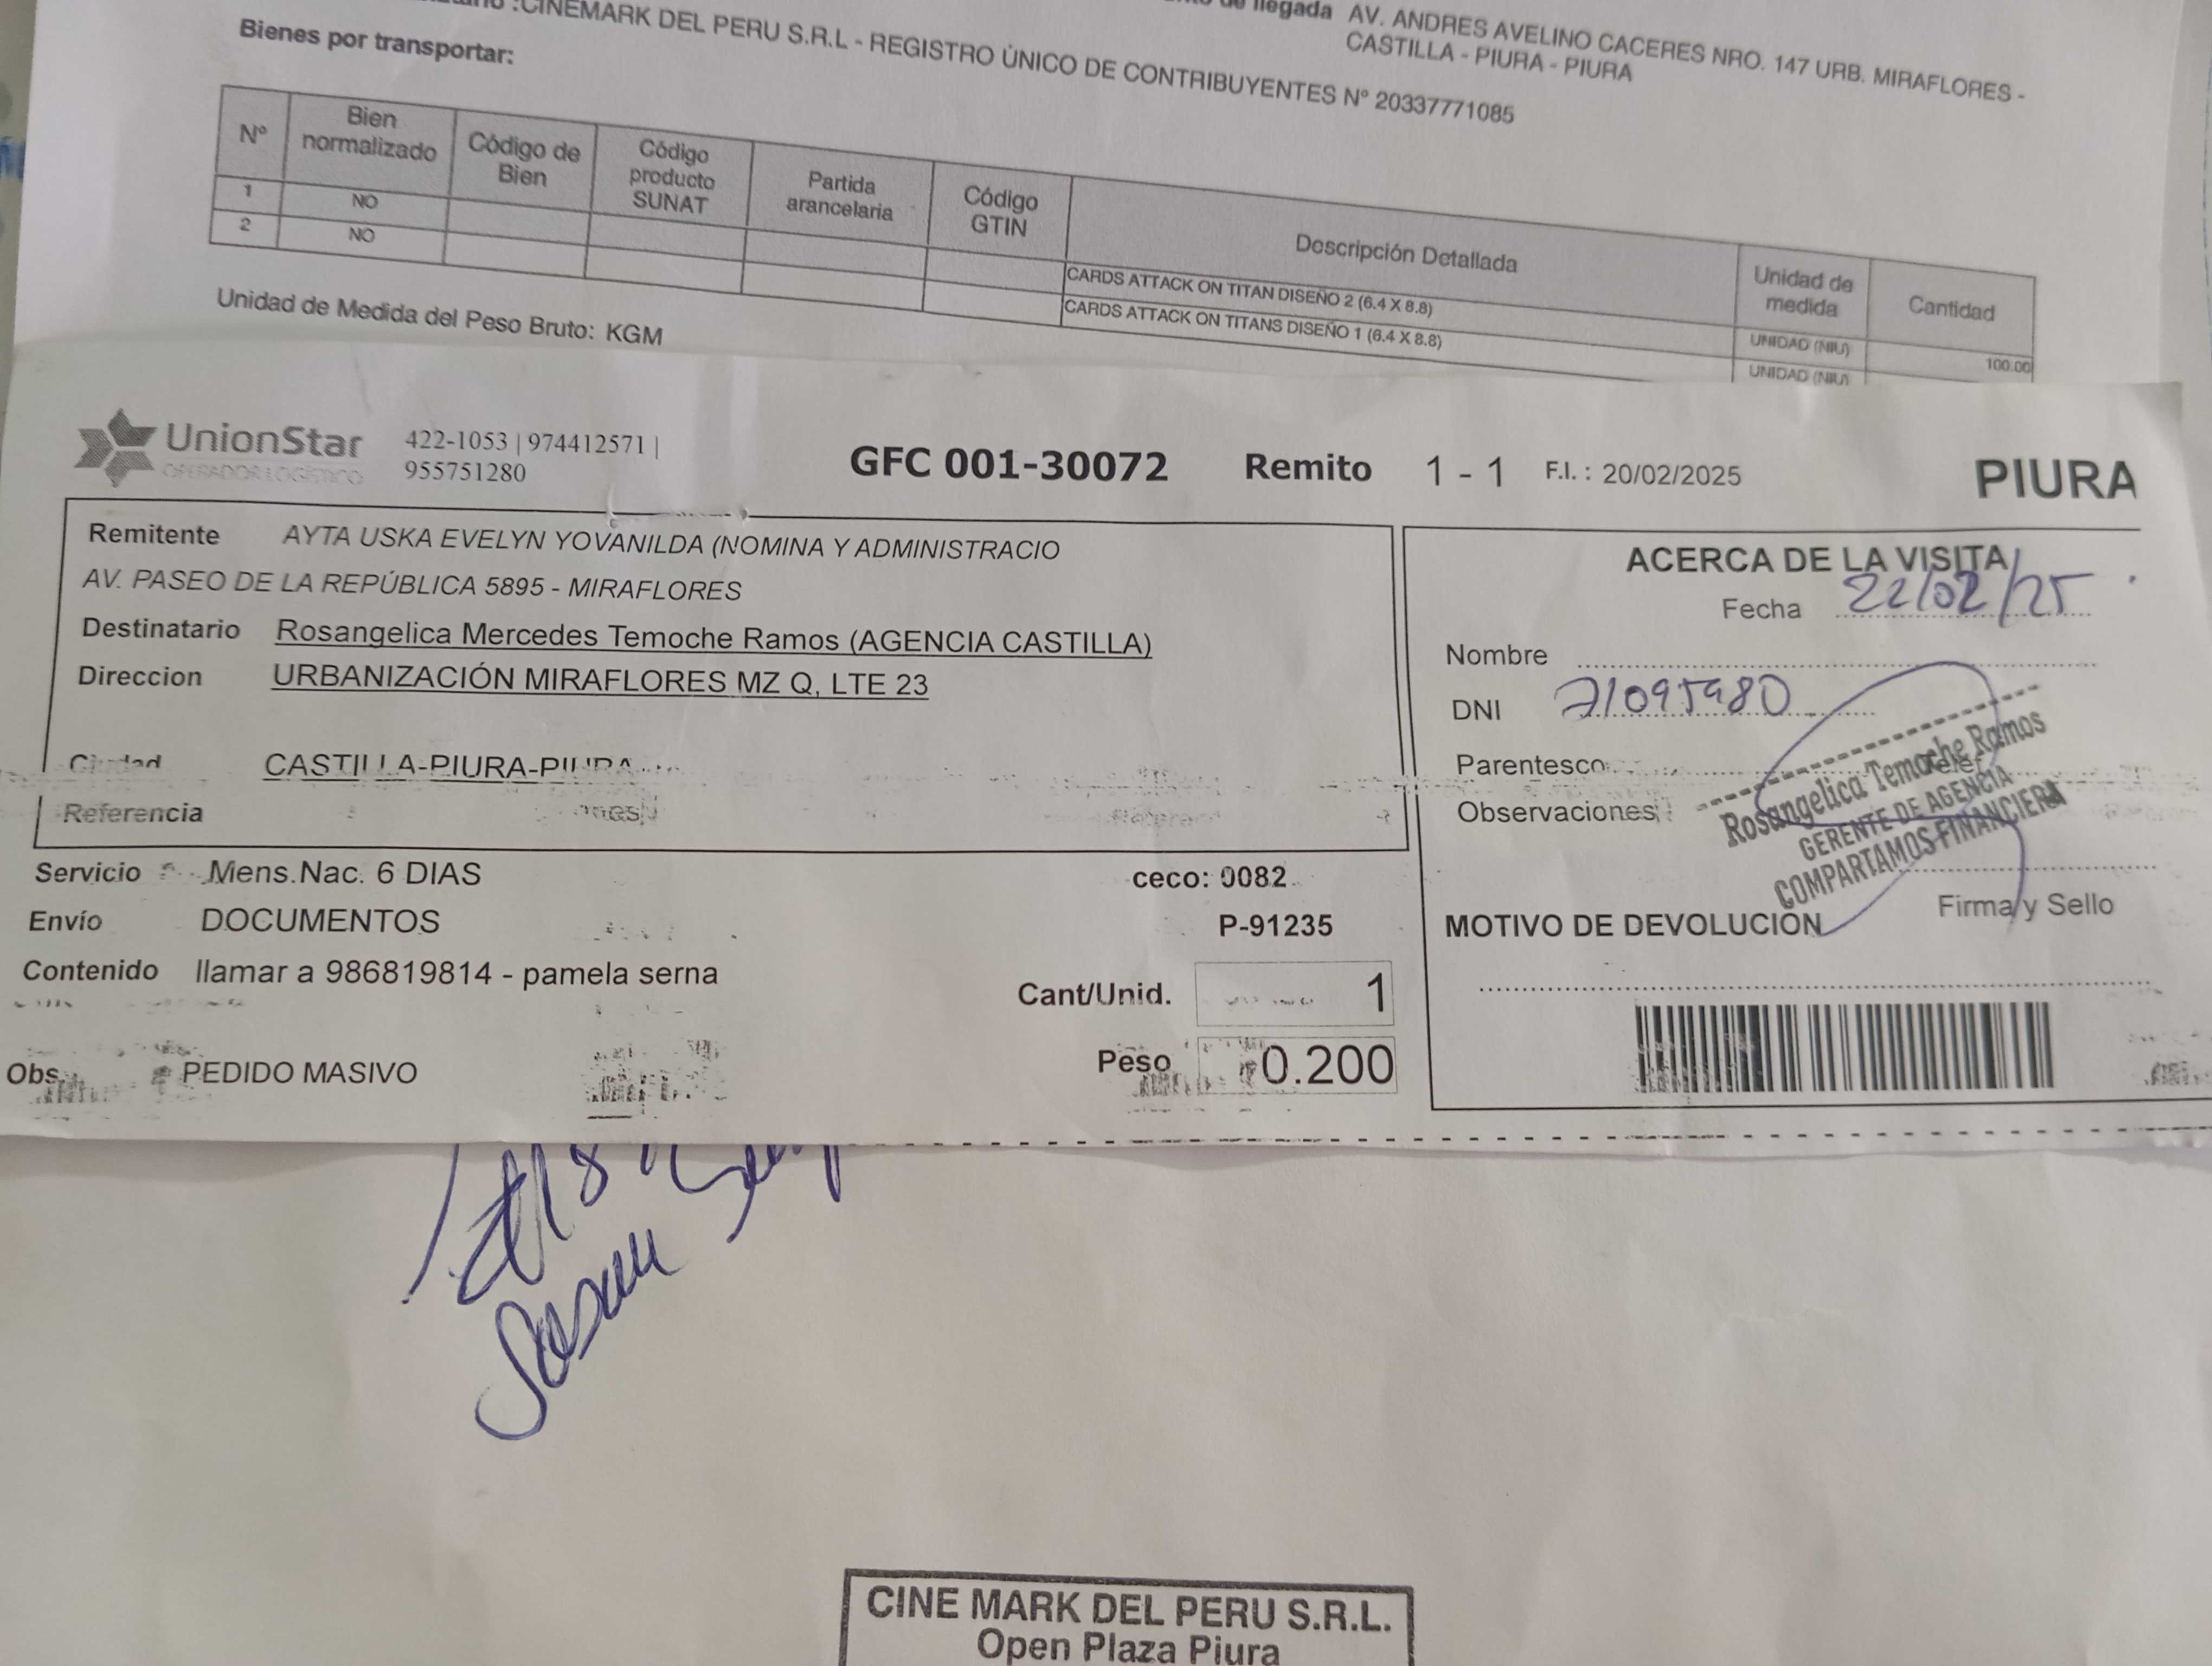 :CINEMARK DEL PERU S.R.L - REGISTRO ÚNICO DE CONTRIBUYENTES N° 20337771085
de llegada AV. ANDRES AVELINO CACERES NRO. 147 URB. MIRAFLORES -
CASTILLA - PIURA - PIURA
Bienes por transportar:
N° Bien normalizado Código de Bien Código producto SUNAT Partida arancelaria Código GTIN Descripción Detallada Unidad de medida Cantidad
1 NO CARDS ATTACK ON TITAN DISEÑO 2 (6.4 X 8.8) UNIDAD (NIU) 100.00
2 NO CARDS ATTACK ON TITANS DISEÑO 1 (6.4 X 8.8) UNIDAD (NIU)
Unidad de Medida del Peso Bruto: KGM
UnionStar
OPERADOR LOGÍSTICO
422-1053 | 974412571 |
955751280
GFC 001-30072 Remito 1 - 1 F.I. : 20/02/2025 PIURA
Remitente AYTA USKA EVELYN YOVANILDA (NOMINA Y ADMINISTRACIO
AV. PASEO DE LA REPÚBLICA 5895 - MIRAFLORES
Destinatario Rosangelica Mercedes Temoche Ramos (AGENCIA CASTILLA)
Direccion URBANIZACIÓN MIRAFLORES MZ Q, LTE 23
Ciudad CASTILLA-PIURA-PIURA
Referencia
Servicio Mens.Nac. 6 DIAS
ceco: 0082
Envío DOCUMENTOS
P-91235
Contenido llamar a 986819814 - pamela serna
Cant/Unid. 1
Peso 0.200
Obs. PEDIDO MASIVO
ACERCA DE LA VISITA
Fecha 22/02/25
Nombre
DNI 71095980
Parentesco
Telef
Observaciones
Rosangelica Temoche Ramos
GERENTE DE AGENCIA
COMPARTAMOS FINANCIERA
Firma y Sello
MOTIVO DE DEVOLUCIÓN
CINE MARK DEL PERU S.R.L.
Open Plaza Piura